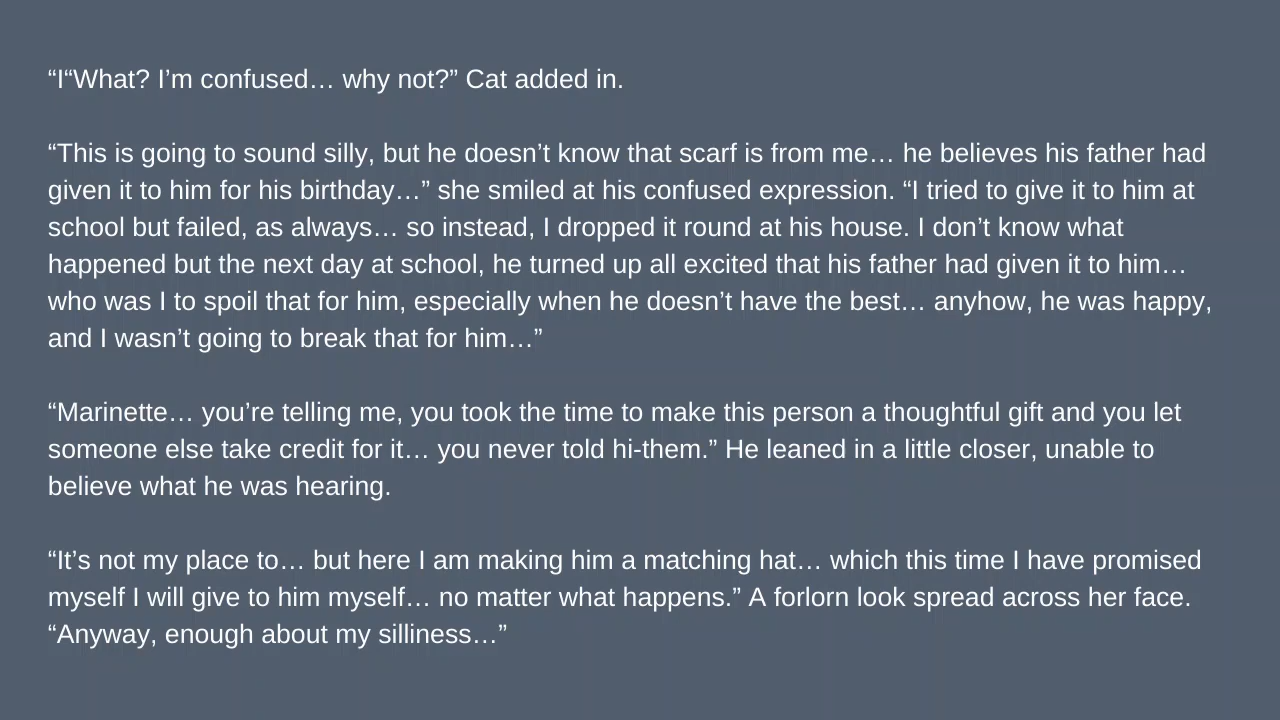 “I“What? I’m confused… why not?” Cat added in.
“This is going to sound silly, but he doesn’t know that scarf is from me… he believes his father had
given it to him for his birthday…” she smiled at his confused expression. “I tried to give it to him at
school but failed, as always… so instead, I dropped it round at his house. I don’t know what
happened but the next day at school, he turned up all excited that his father had given it to him…
who was I to spoil that for him, especially when he doesn’t have the best… anyhow, he was happy,
and I wasn’t going to break that for him…”
“Marinette… you’re telling me, you took the time to make this person a thoughtful gift and you let
someone else take credit for it… you never told hi-them.” He leaned in a little closer, unable to
believe what he was hearing.
“It’s not my place to… but here I am making him a matching hat… which this time I have promised
myself I will give to him myself… no matter what happens.” A forlorn look spread across her face.
“Anyway, enough about my silliness…”